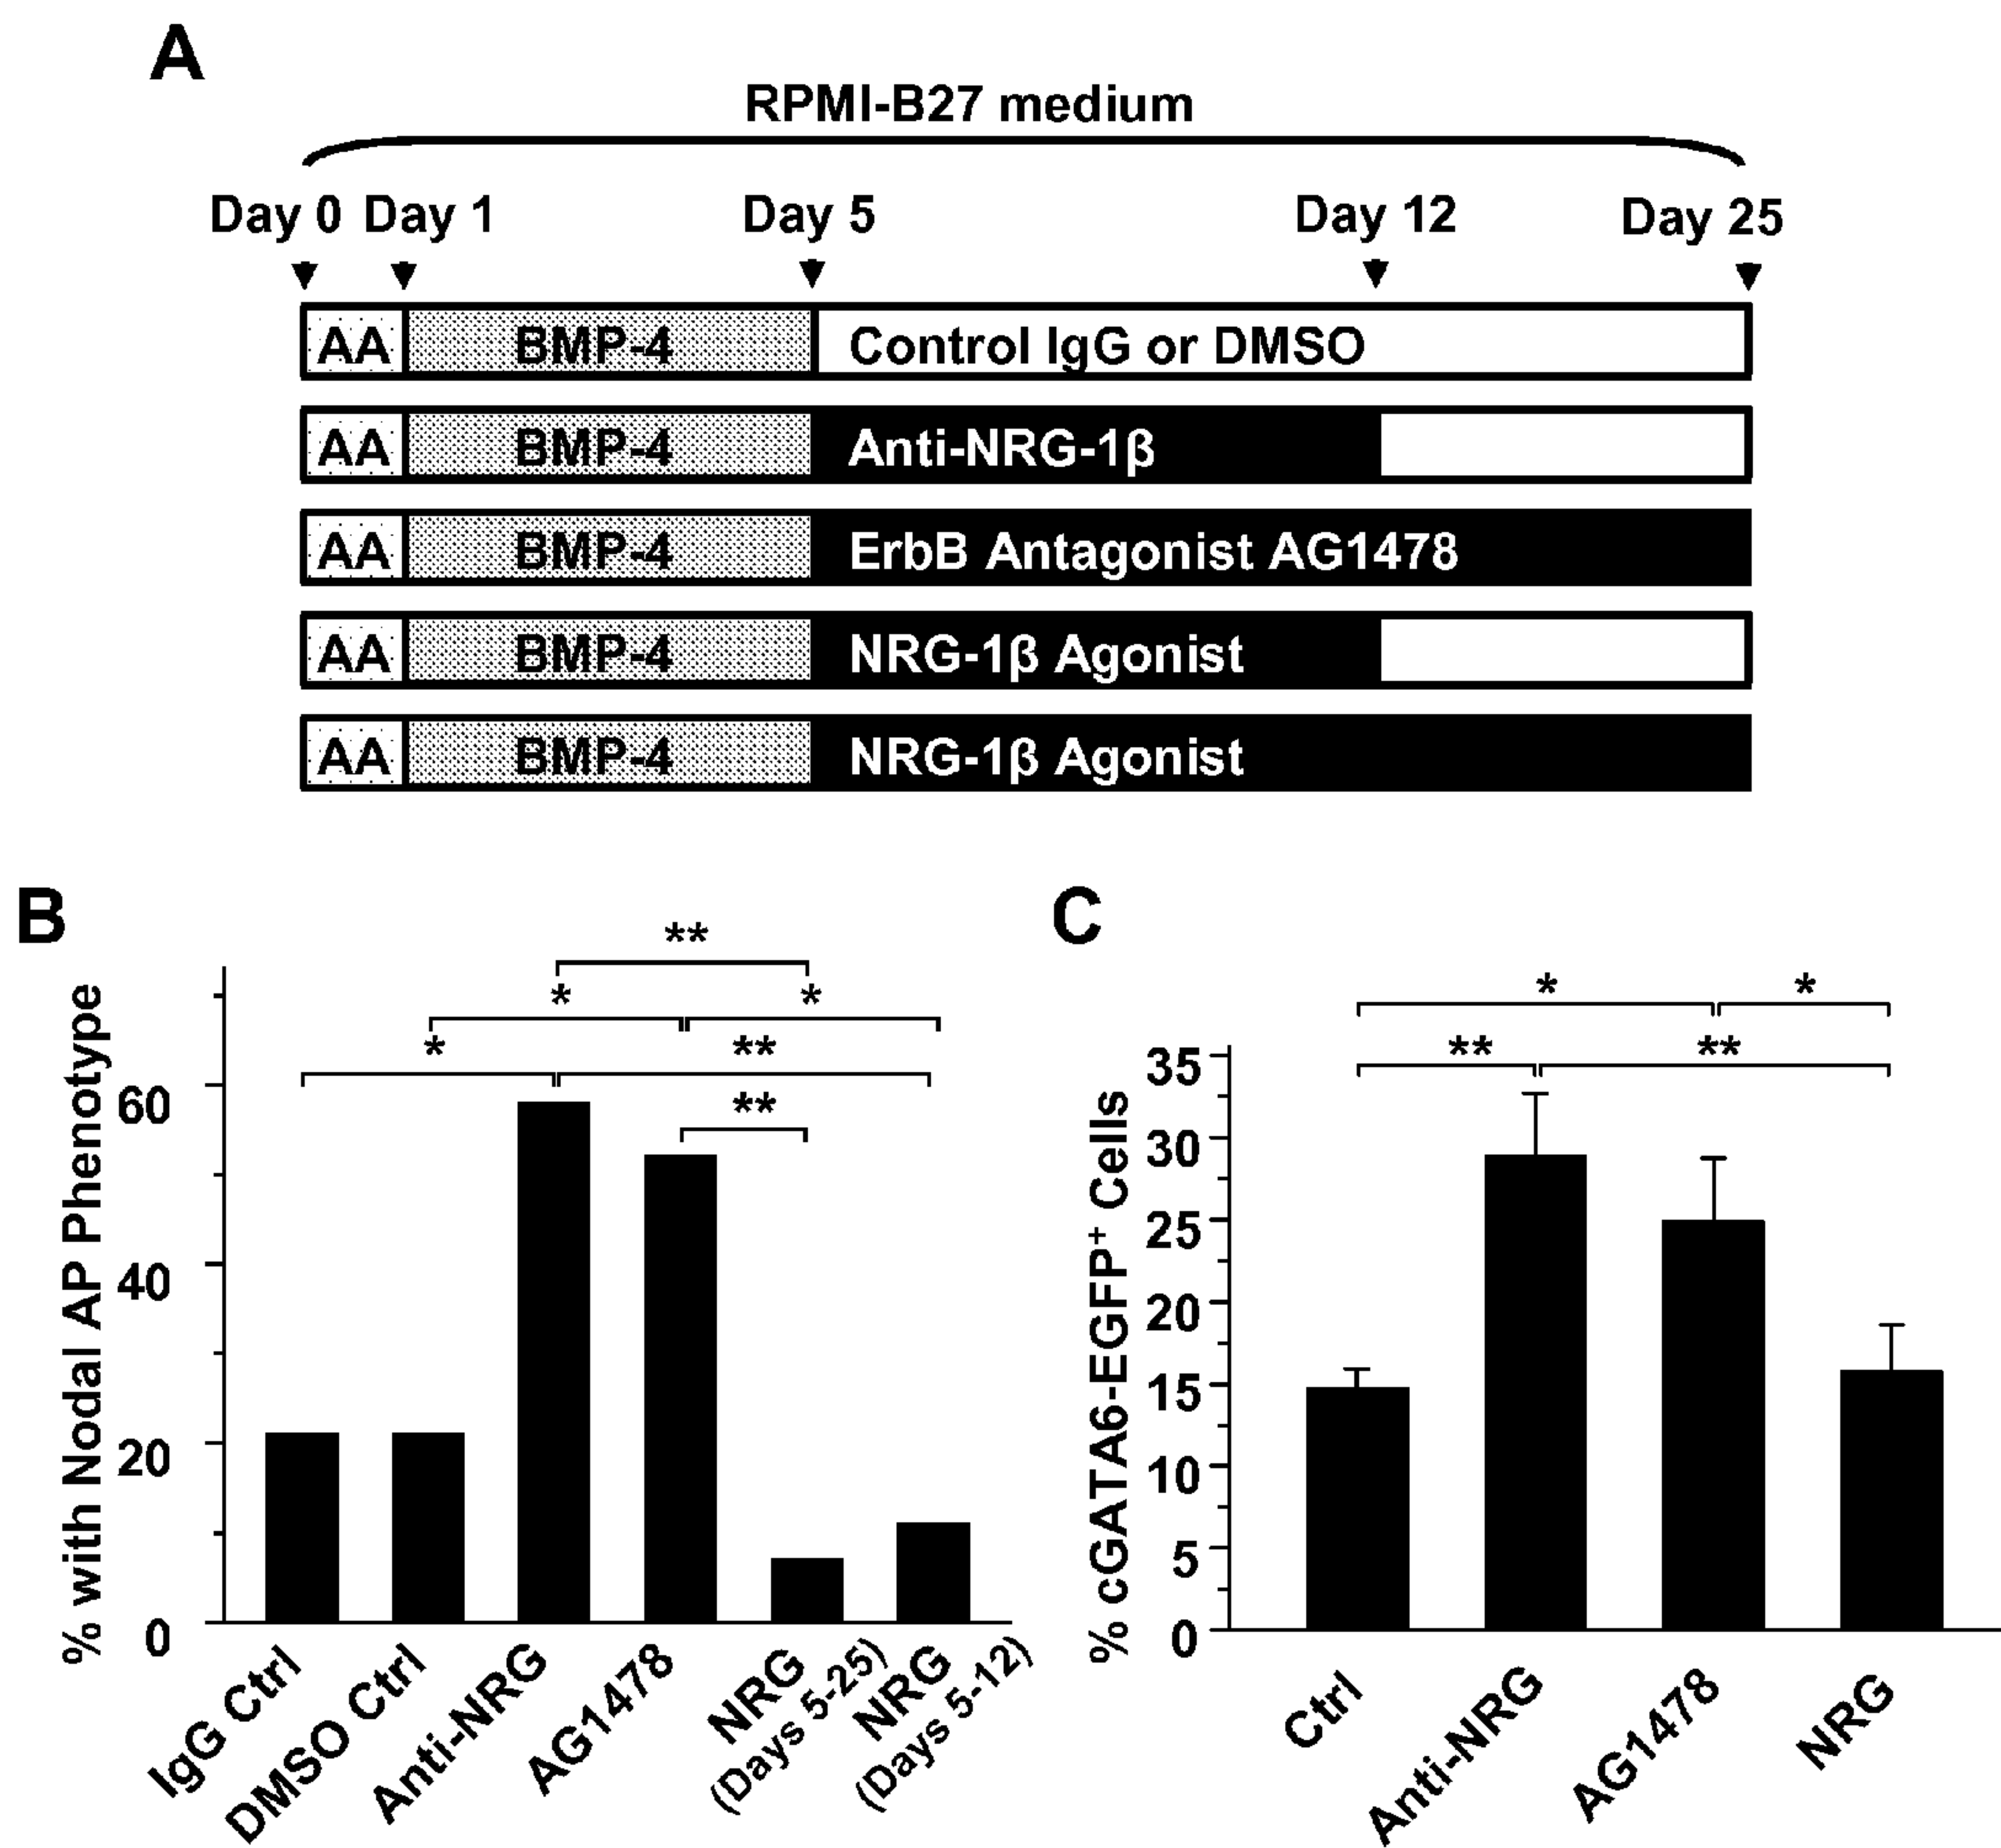 A
RPMI-B27 medium
Day 0 Day 1 Day 5 Day 12 Day 25
AA BMP-4 Control IgG or DMSO
AA BMP-4 Anti-NRG-1β
AA BMP-4 ErbB Antagonist AG1478
AA BMP-4 NRG-1β Agonist
AA BMP-4 NRG-1β Agonist
B
% with Nodal AP Phenotype
60
40
20
0
**
* *
* **
**
IgG Ctrl
DMSO Ctrl
Anti-NRG
AG1478
NRG
(Days 5-25)
NRG
(Days 5-12)
C
% cGATA6-EGFP⁺ Cells
35
30
25
20
15
10
5
0
* *
** **
Ctrl
Anti-NRG
AG1478
NRG